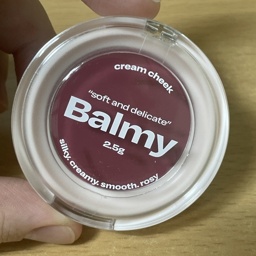 cream cheek
"soft and delicate"
Balmy
2.5g
silky. creamy. smooth. rosy